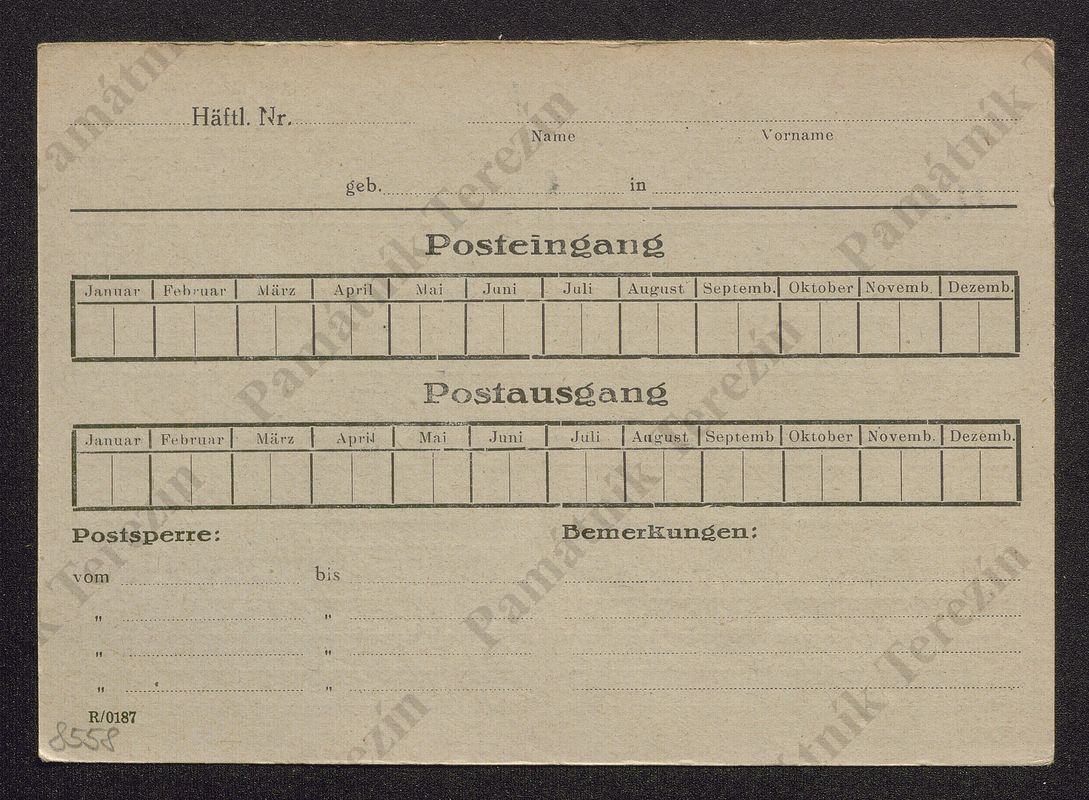 Häftl. Nr.
Name Vorname
geb. in
Posteingang
Januar Februar März April Mai Juni Juli August Septemb. Oktober Novemb. Dezemb.
Postausgang
Januar Februar März April Mai Juni Juli August Septemb Oktober Novemb. Dezemb.
Postsperre: Bemerkungen:
vom bis
" "
" "
" "
R/0187
8558
Památník Terezín